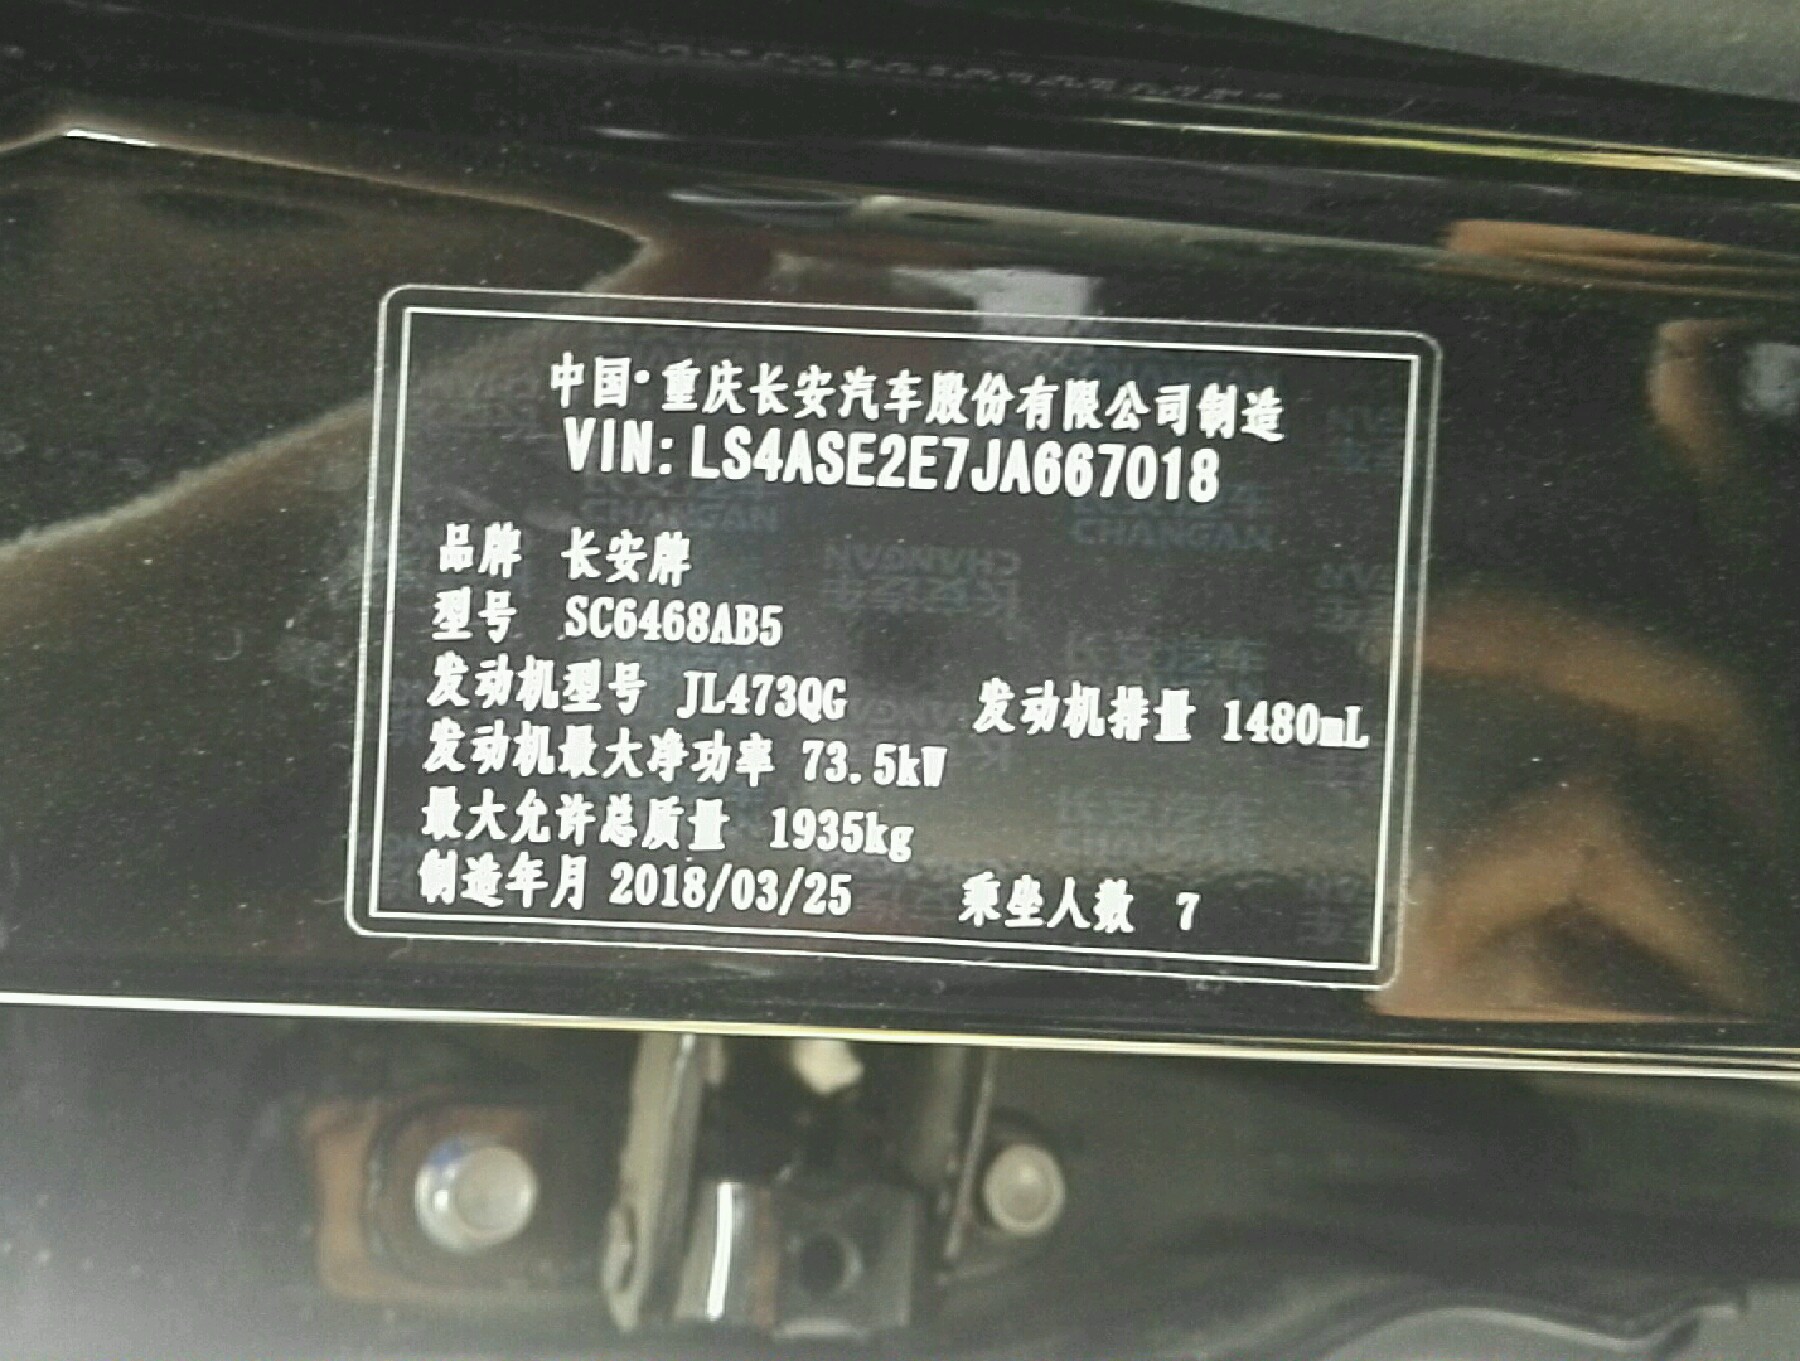 中国·重庆长安汽车股份有限公司制造
VIN: LS4ASE2E7JA667018
品牌 长安牌
型号 SC6468AB5
发动机型号 JL473QG 发动机排量 1480mL
发动机最大净功率 73.5kW
最大允许总质量 1935kg
制造年月 2018/03/25 乘坐人数 7